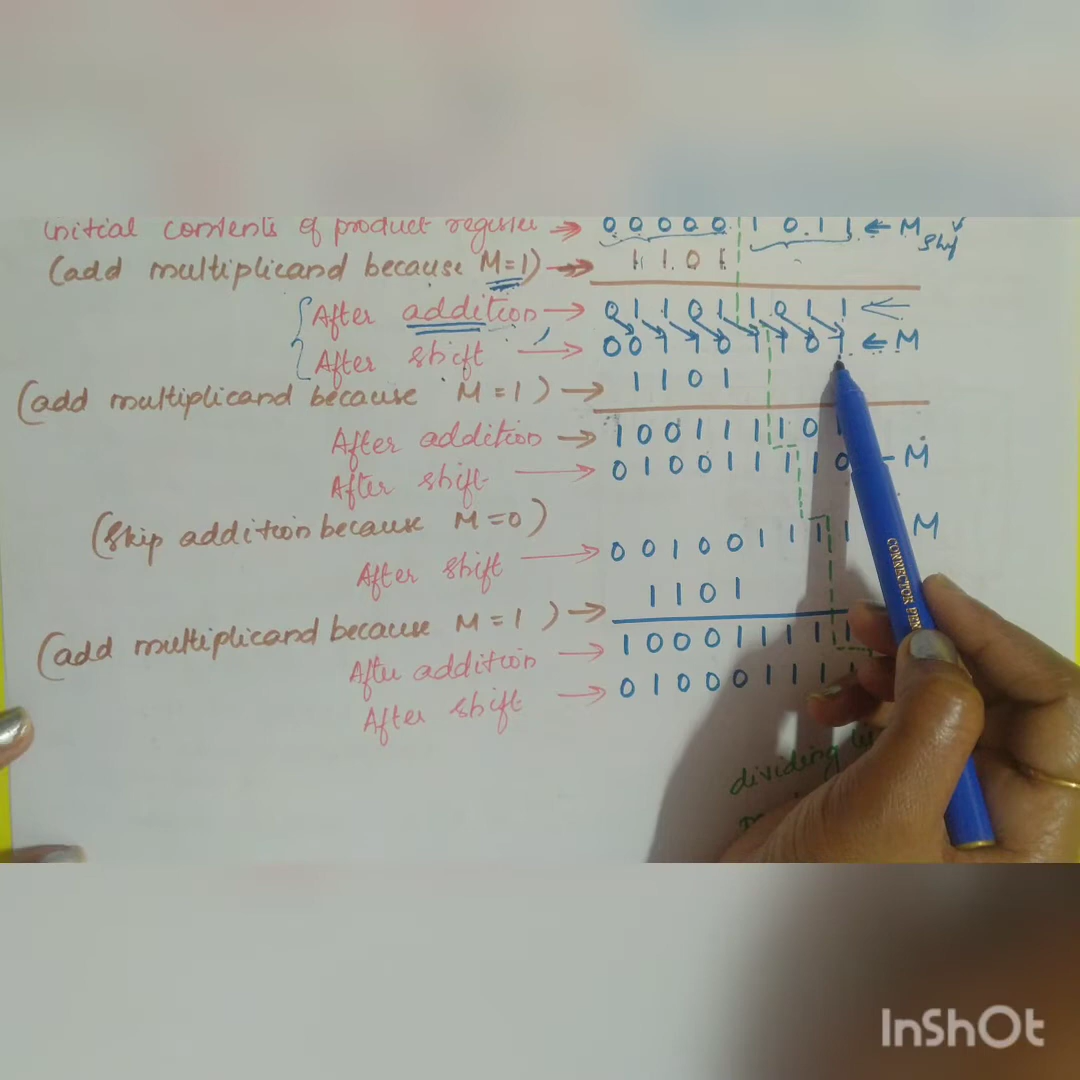 initial contents of product register → 0 0 0 0 0 1 0 1 1 ← M
(add multiplicand because M=1) → 1 1 0 1
After addition → 0 1 1 0 1 1 0 1 1 ←
After shift → 0 0 1 1 0 1 1 0 1 ← M
(add multiplicand because M = 1) → 1 1 0 1
After addition → 1 0 0 1 1 1 1 0 1
After shift → 0 1 0 0 1 1 1 1 0 - M
(skip addition because M = 0)
After shift → 0 0 1 0 0 1 1 1 1 M
1 1 0 1
(add multiplicand because M = 1) →
After addition → 1 0 0 0 1 1 1 1 1
After shift → 0 1 0 0 0 1 1 1
dividing
CORRECTOR PEN
InShOt